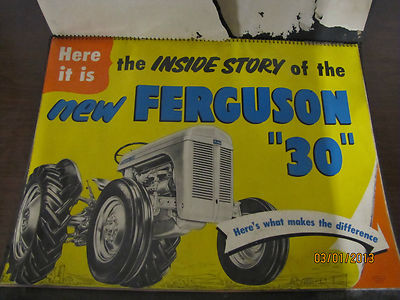 Here
it is
the INSIDE STORY of the
new FERGUSON
"30"
Here's what makes the difference
03/01/2013